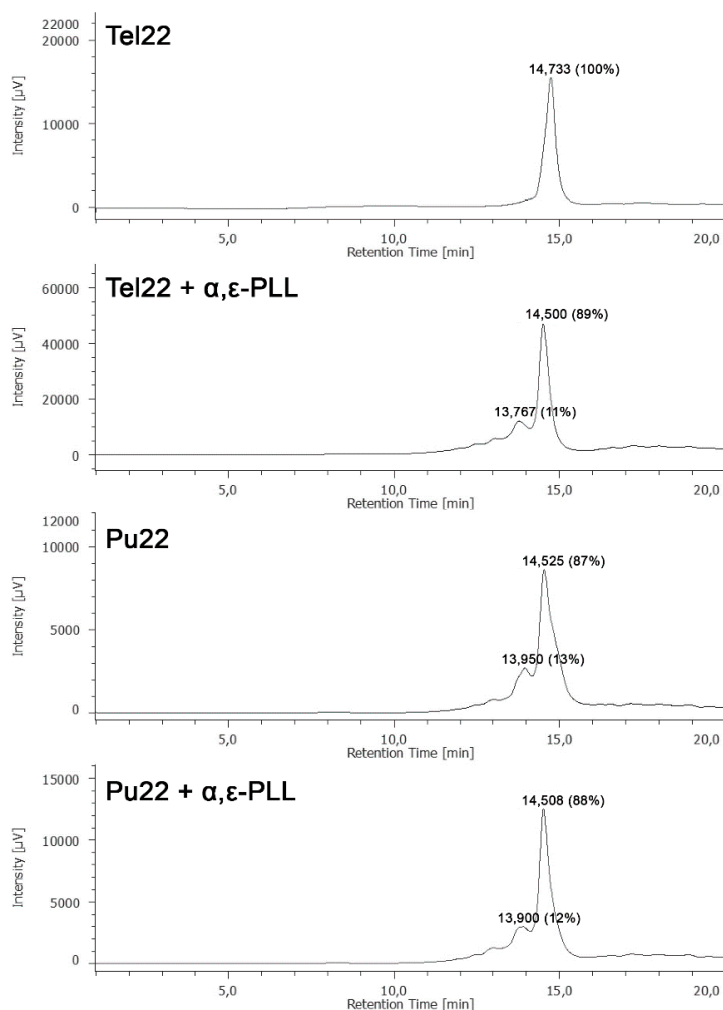 Tel22
Intensity [µV]
22000
20000
10000
0
14,733 (100%)
5,0 10,0 15,0 20,0
Retention Time [min]
Tel22 + α,ε-PLL
Intensity [µV]
60000
40000
20000
0
14,500 (89%)
13,767 (11%)
5,0 10,0 15,0 20,0
Retention Time [min]
Pu22
Intensity [µV]
12000
10000
5000
0
14,525 (87%)
13,950 (13%)
5,0 10,0 15,0 20,0
Retention Time [min]
Pu22 + α,ε-PLL
Intensity [µV]
15000
10000
5000
0
14,508 (88%)
13,900 (12%)
5,0 10,0 15,0 20,0
Retention Time [min]